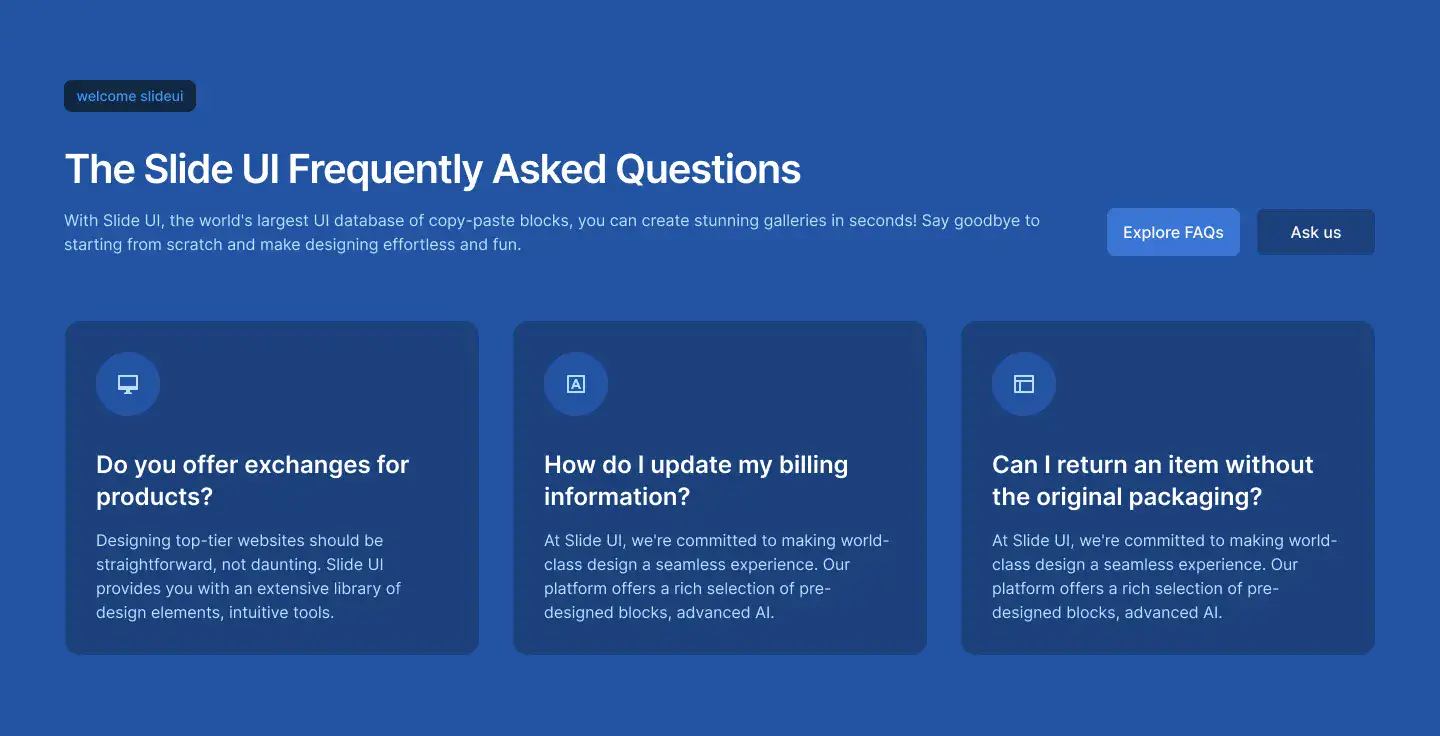 welcome slideui
The Slide UI Frequently Asked Questions
With Slide UI, the world's largest UI database of copy-paste blocks, you can create stunning galleries in seconds! Say goodbye to
starting from scratch and make designing effortless and fun.
Explore FAQs
Ask us
Do you offer exchanges for
products?
Designing top-tier websites should be
straightforward, not daunting. Slide UI
provides you with an extensive library of
design elements, intuitive tools.
A
How do I update my billing
information?
At Slide UI, we're committed to making world-
class design a seamless experience. Our
platform offers a rich selection of pre-
designed blocks, advanced AI.
Can I return an item without
the original packaging?
At Slide UI, we're committed to making world-
class design a seamless experience. Our
platform offers a rich selection of pre-
designed blocks, advanced AI.